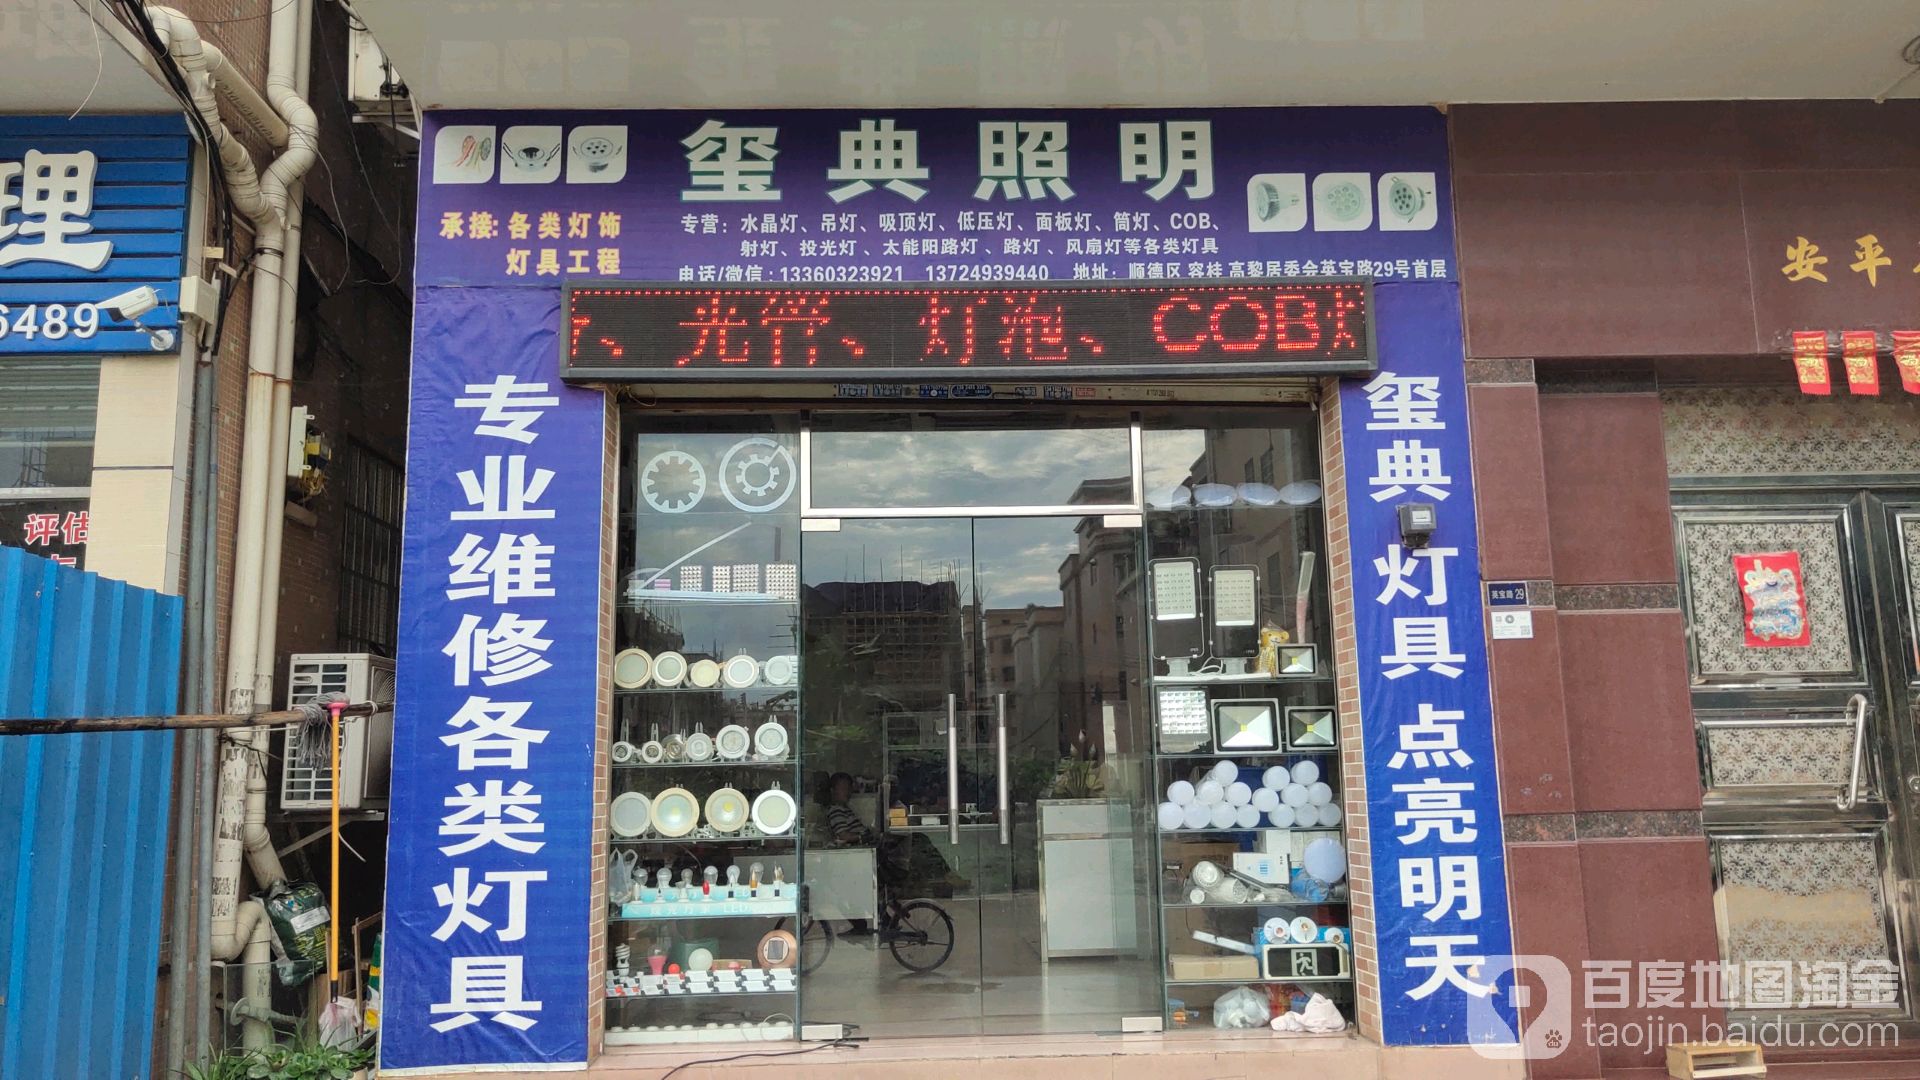 理
6489
评估
玺典照明
承接:各类灯饰
灯具工程
专营：水晶灯、吊灯、吸顶灯、低压灯、面板灯、筒灯、COB、
射灯、投光灯、太能阳路灯、路灯、风扇灯等各类灯具
电话/微信：13360323921 13724939440 地址：顺德区 容桂 高黎居委会英宝路29号首层
、光管、灯泡、COB灯
专业维修各类灯具
玺典 灯具 点亮明天
安平
英宝路 29
百度地图淘金
taojin.baidu.com